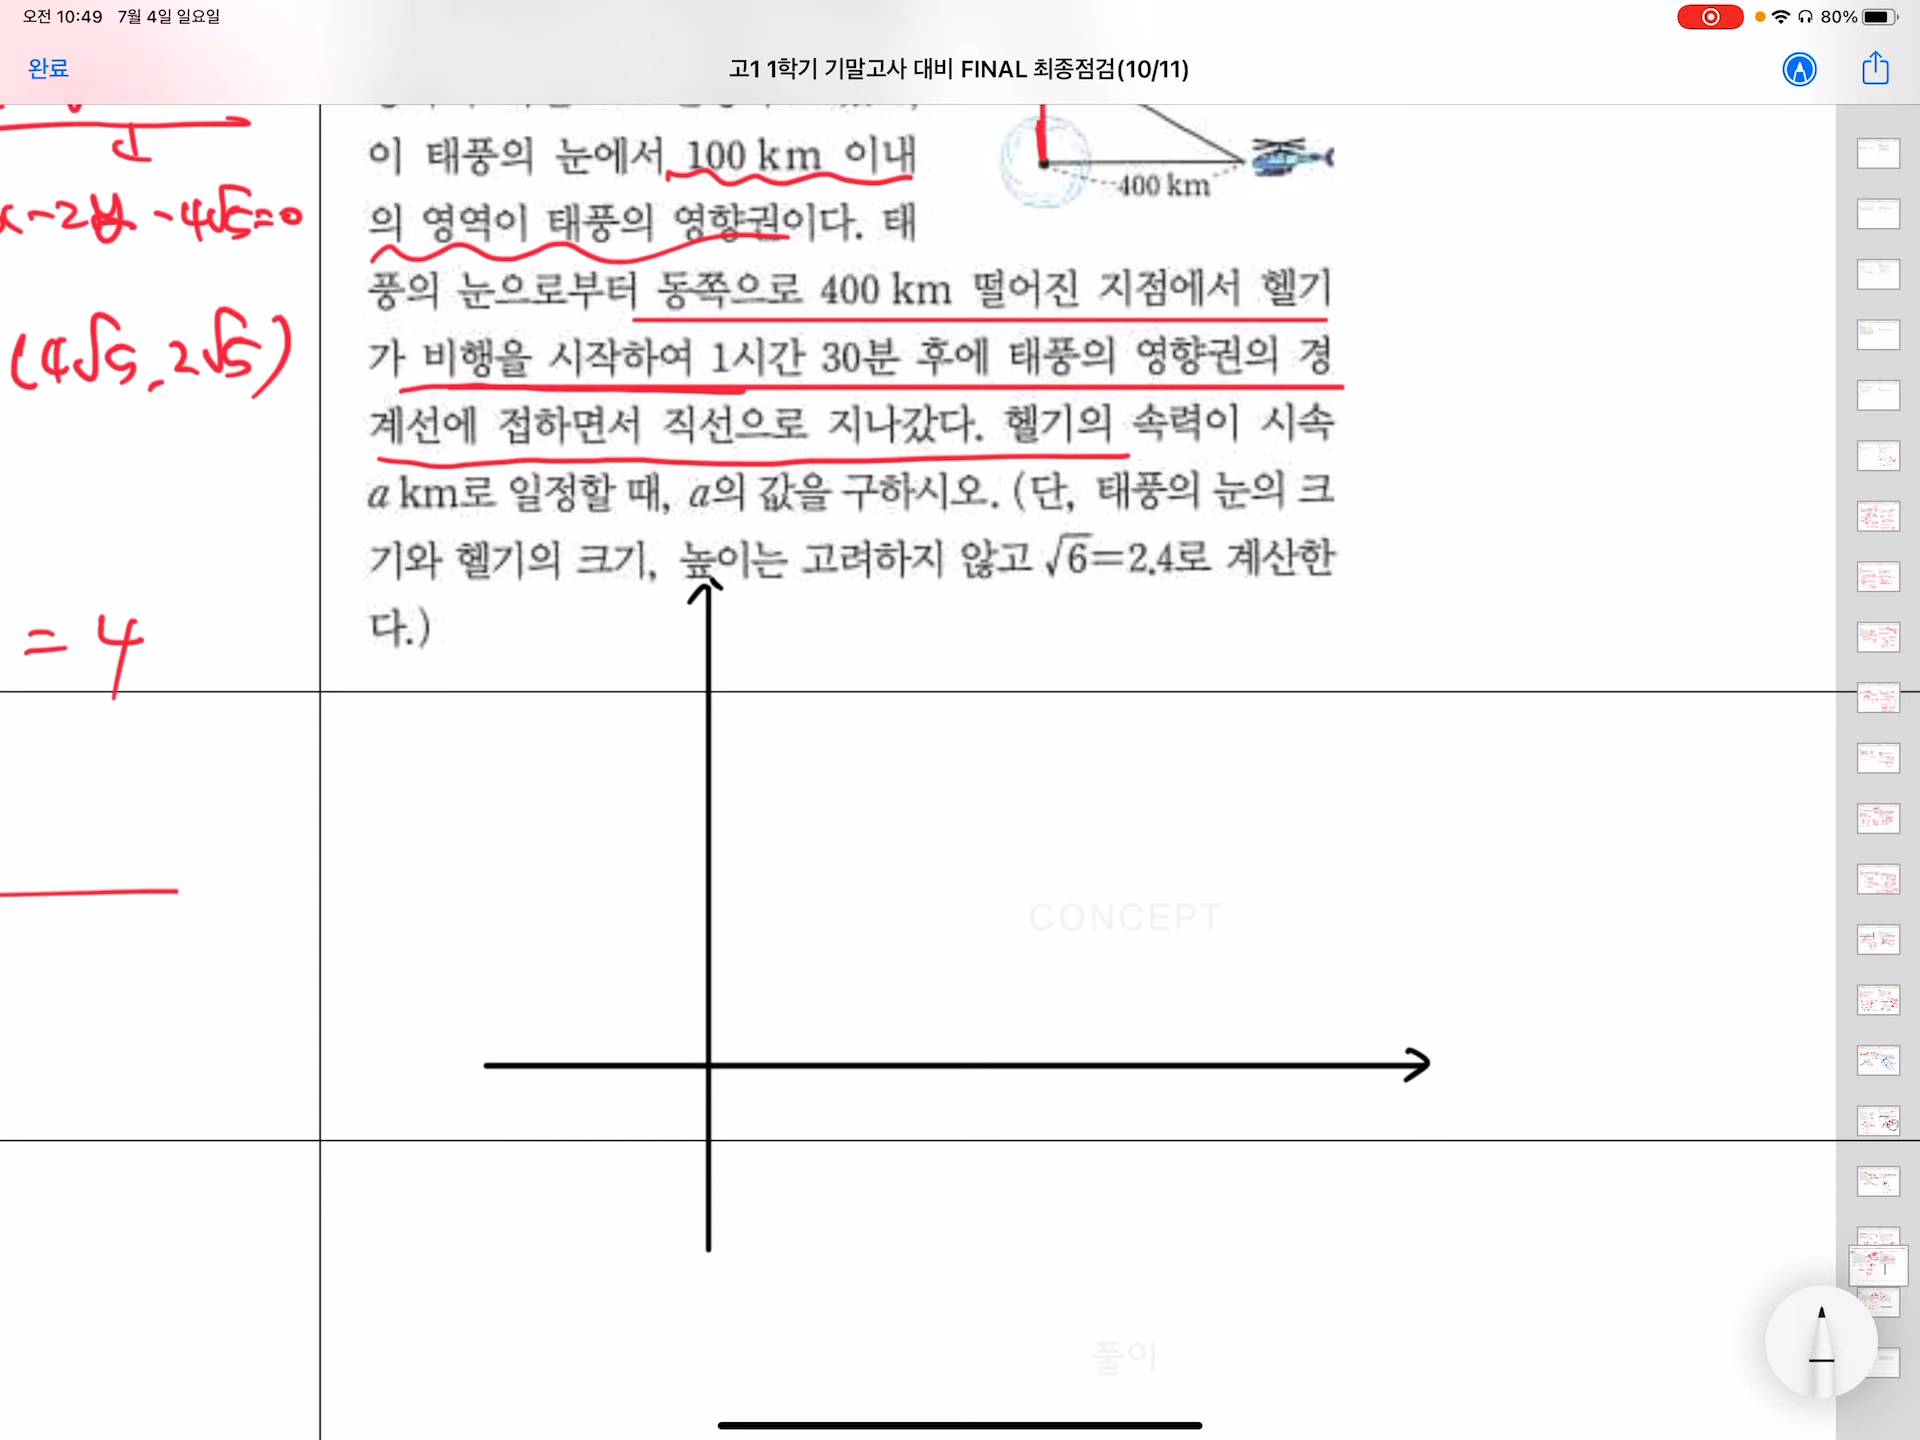 오전 10:49 7월 4일 일요일
80%
완료
고1 1학기 기말고사 대비 FINAL 최종점검(10/11)
이 태풍의 눈에서 100 km 이내
의 영역이 태풍의 영향권이다. 태
풍의 눈으로부터 동쪽으로 400 km 떨어진 지점에서 헬기
가 비행을 시작하여 1시간 30분 후에 태풍의 영향권의 경
계선에 접하면서 직선으로 지나갔다. 헬기의 속력이 시속
a km로 일정할 때, a의 값을 구하시오. (단, 태풍의 눈의 크
기와 헬기의 크기, 높이는 고려하지 않고 √6=2.4로 계산한
다.)
400 km
-4√5=0
(4√5, 2√5)
= 4
CONCEPT
풀이